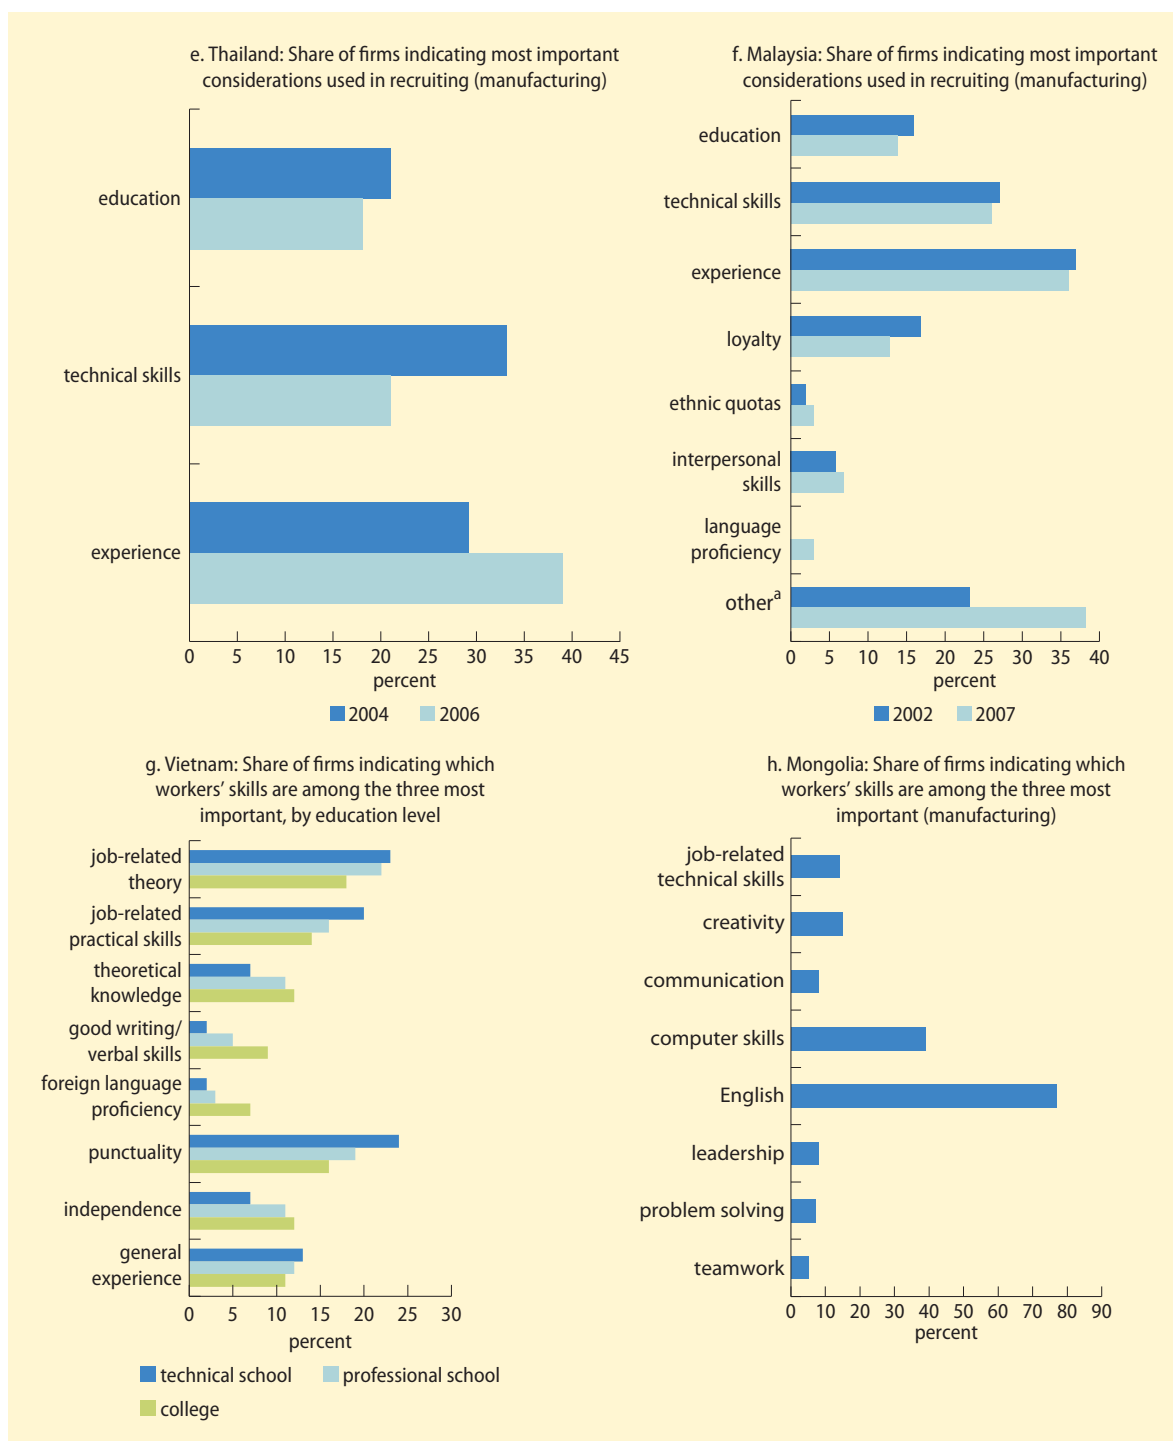 e. Thailand: Share of firms indicating most important
considerations used in recruiting (manufacturing)
education
technical skills
experience
0 5 10 15 20 25 30 35 40 45
percent
2004 2006
f. Malaysia: Share of firms indicating most important
considerations used in recruiting (manufacturing)
education
technical skills
experience
loyalty
ethnic quotas
interpersonal
skills
language
proficiency
otherᵃ
0 5 10 15 20 25 30 35 40
percent
2002 2007
g. Vietnam: Share of firms indicating which
workers’ skills are among the three most
important, by education level
job-related
theory
job-related
practical skills
theoretical
knowledge
good writing/
verbal skills
foreign language
proficiency
punctuality
independence
general
experience
0 5 10 15 20 25 30
percent
technical school professional school
college
h. Mongolia: Share of firms indicating which
workers’ skills are among the three most
important (manufacturing)
job-related
technical skills
creativity
communication
computer skills
English
leadership
problem solving
teamwork
0 10 20 30 40 50 60 70 80 90
percent